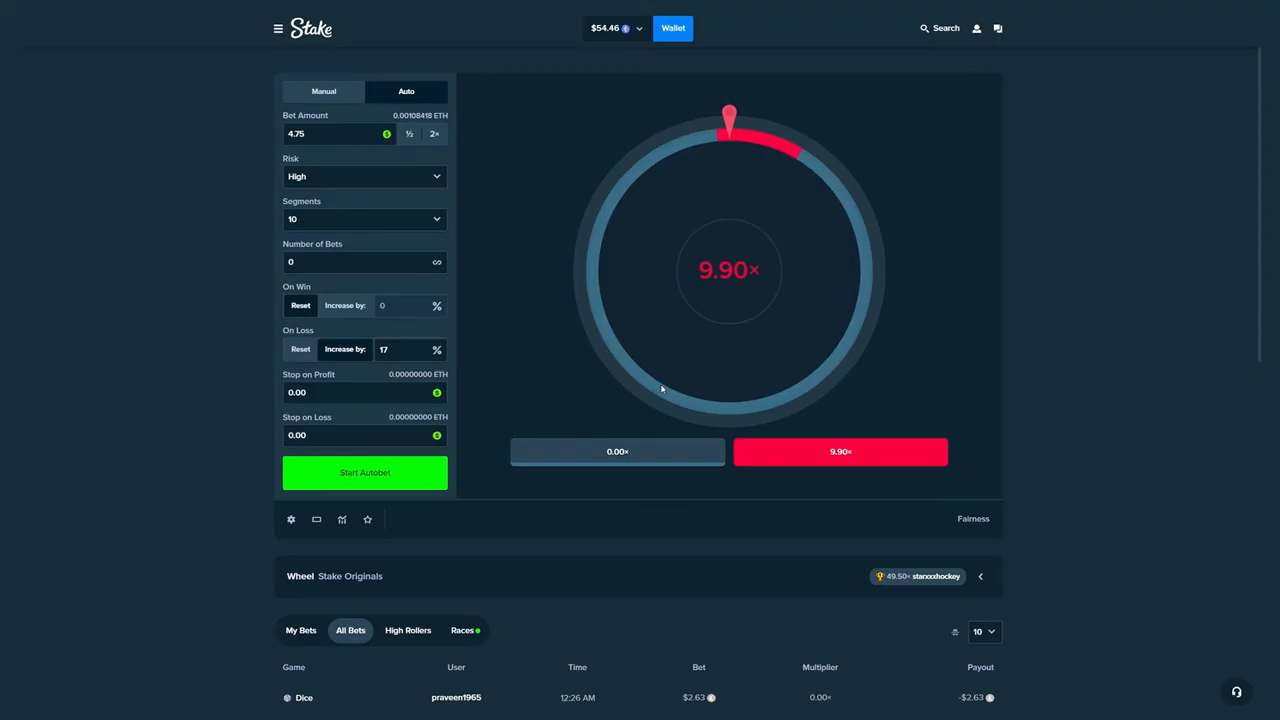 Stake
$54.46
Wallet
Search
Manual
Auto
Bet Amount
0.00108418 ETH
4.75
$
½
2×
Risk
High
Segments
10
Number of Bets
0
∞
On Win
Reset
Increase by:
0
%
On Loss
Reset
Increase by:
17
%
Stop on Profit
0.00000000 ETH
0.00
$
Stop on Loss
0.00000000 ETH
0.00
$
Start Autobet
9.90×
0.00×
9.90×
Fairness
Wheel Stake Originals
49.50× starxxxhockey
My Bets
All Bets
High Rollers
Races
10
Game
User
Time
Bet
Multiplier
Payout
Dice
praveen1965
12:26 AM
$2.63
0.00×
-$2.63